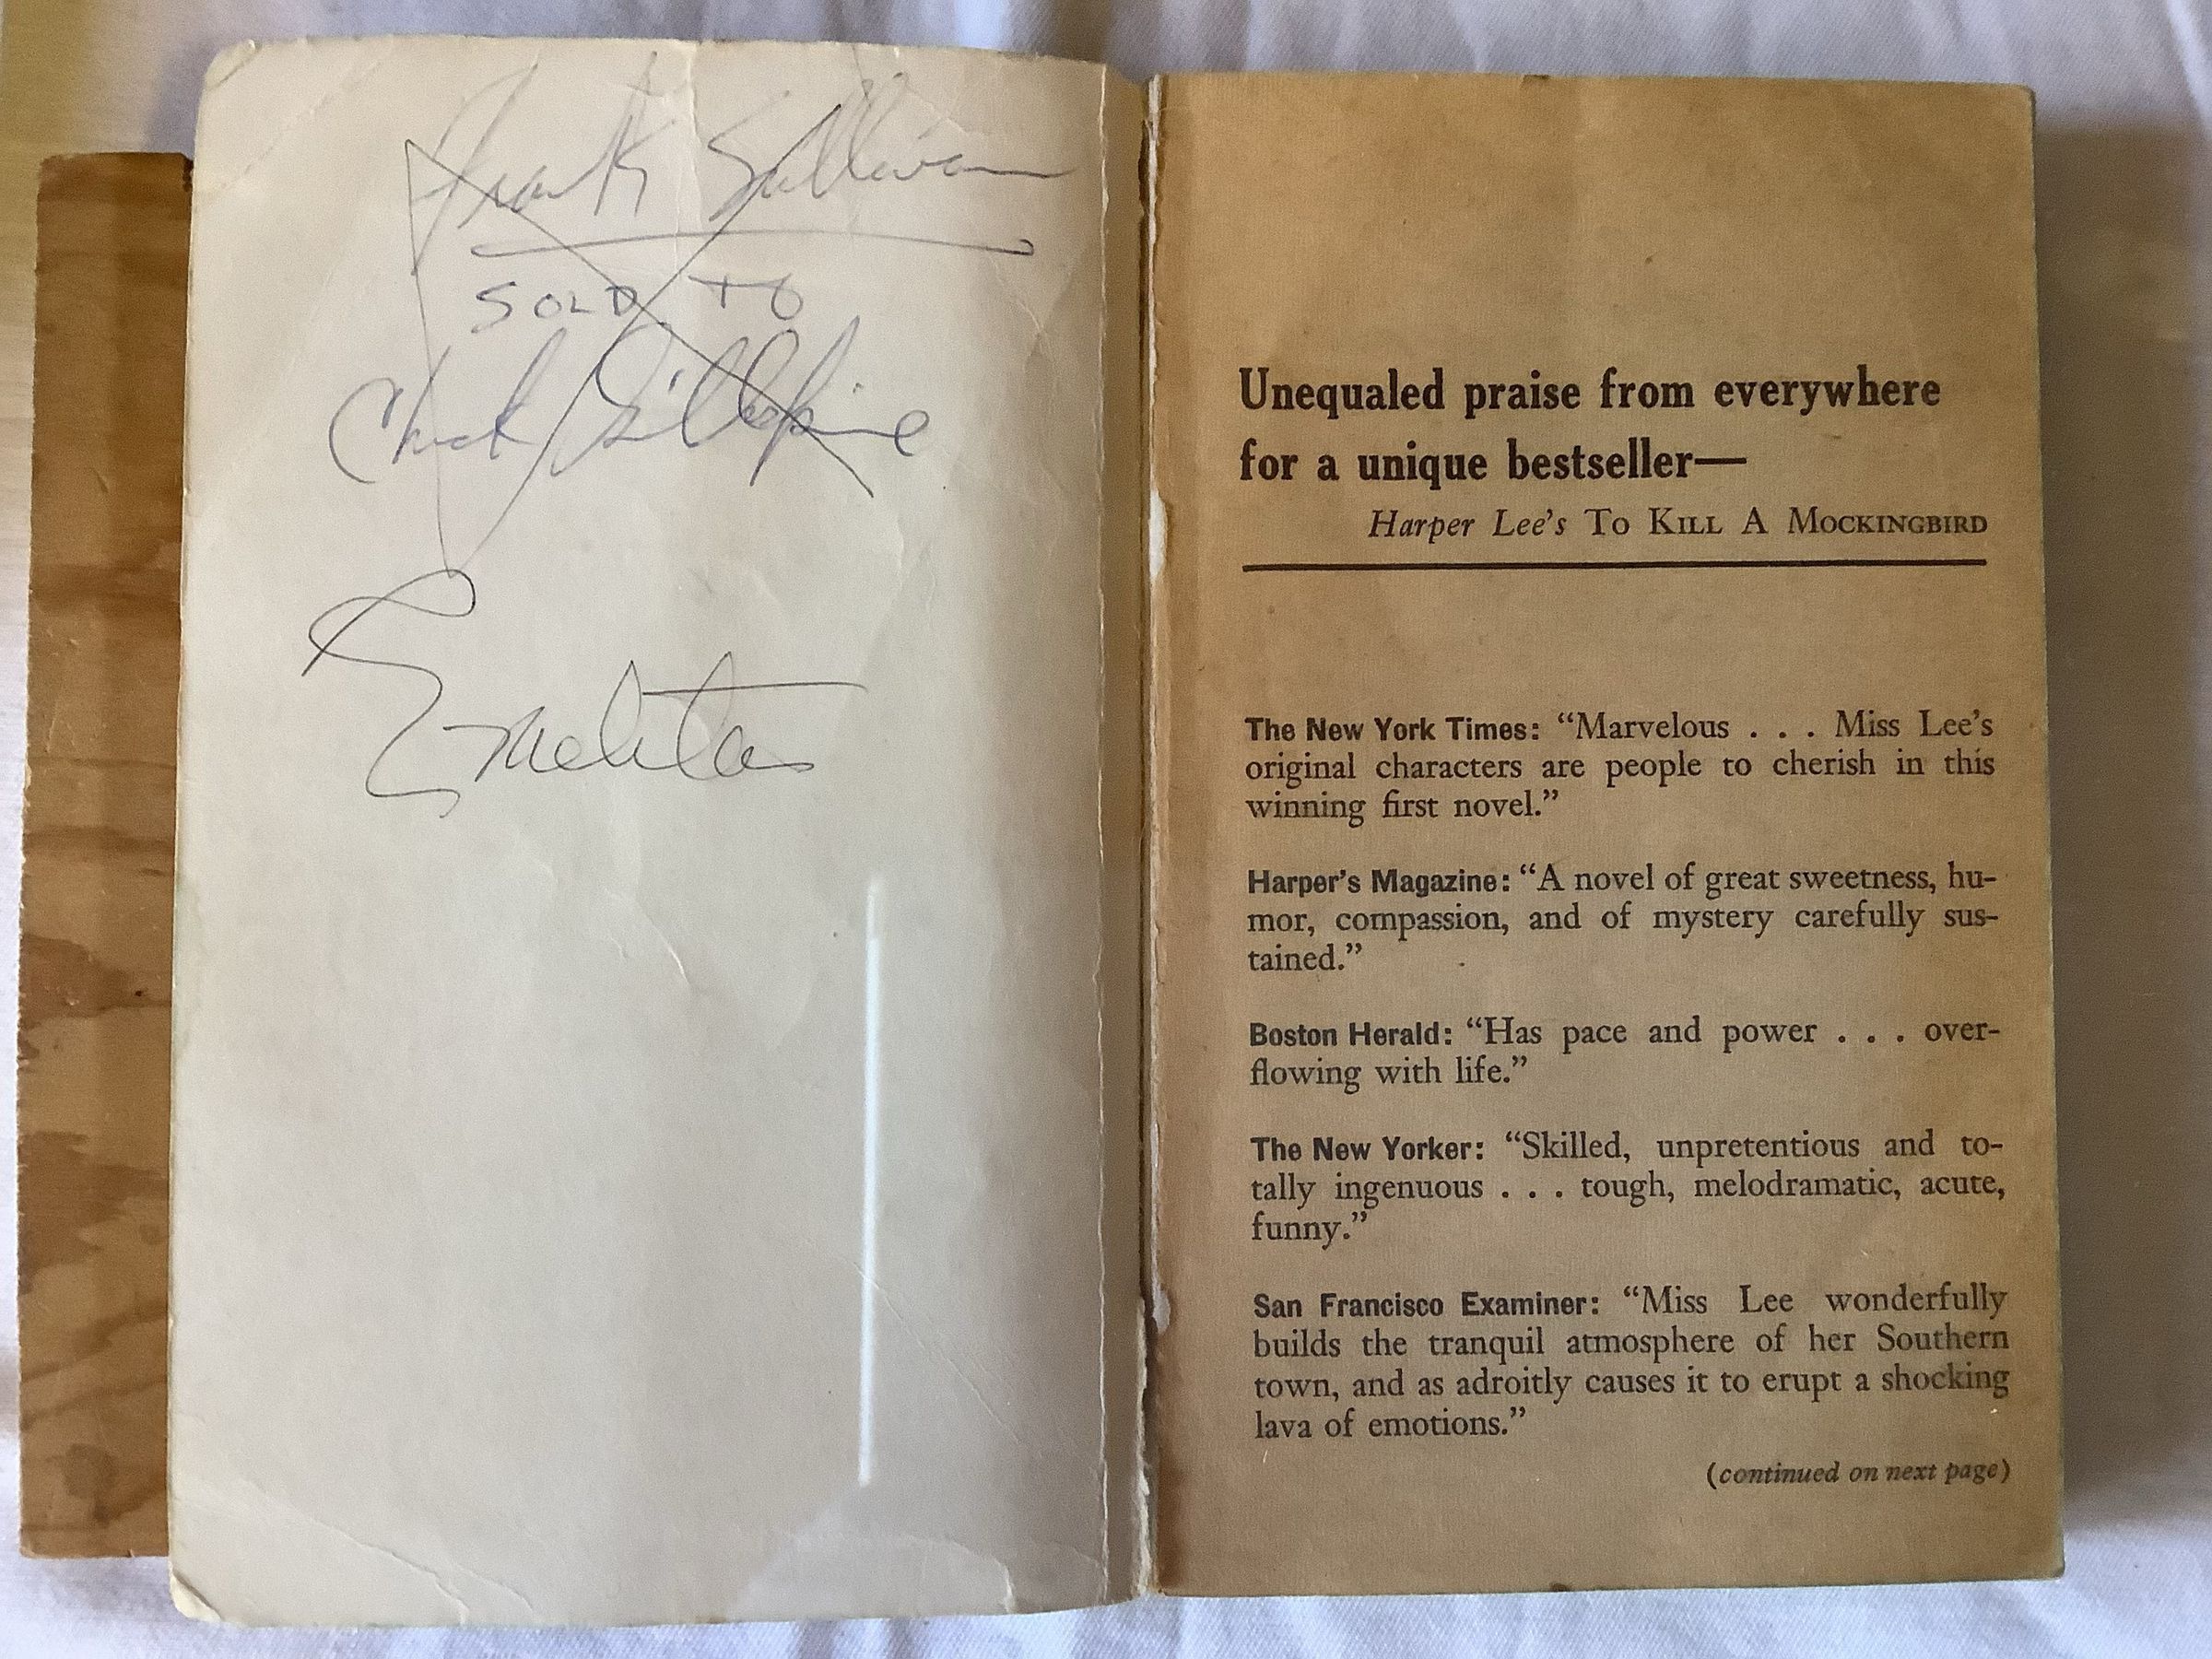 Frank Sullivan
SOLD TO
Chuck Gillespie
Unequaled praise from everywhere
for a unique bestseller—
Harper Lee's TO KILL A MOCKINGBIRD
The New York Times: “Marvelous . . . Miss Lee's
original characters are people to cherish in this
winning first novel.”
Harper's Magazine: “A novel of great sweetness, hu-
mor, compassion, and of mystery carefully sus-
tained.”
Boston Herald: “Has pace and power . . . over-
flowing with life.”
The New Yorker: “Skilled, unpretentious and to-
tally ingenuous . . . tough, melodramatic, acute,
funny.”
San Francisco Examiner: “Miss Lee wonderfully
builds the tranquil atmosphere of her Southern
town, and as adroitly causes it to erupt a shocking
lava of emotions.”
(continued on next page)